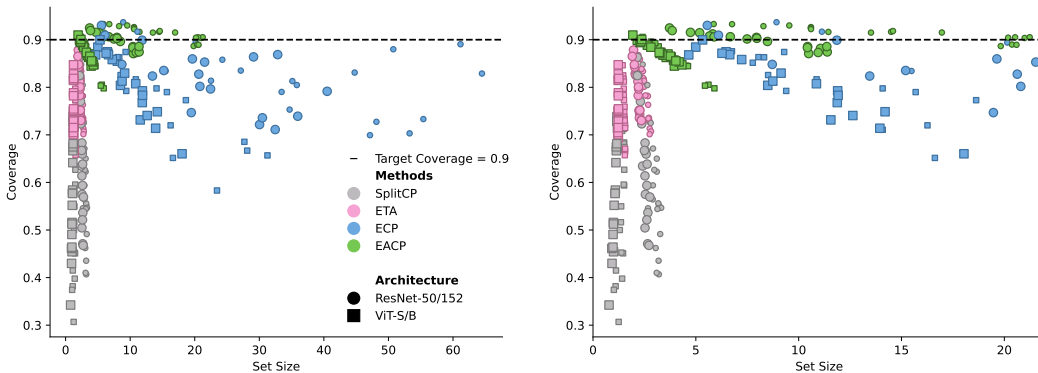 0.9
0.8
0.7
0.6
0.5
0.4
0.3
Coverage
0
10
20
30
40
50
60
Set Size
Target Coverage = 0.9
Methods
SplitCP
ETA
ECP
EACP
Architecture
ResNet-50/152
ViT-S/B
0.9
0.8
0.7
0.6
0.5
0.4
0.3
Coverage
0
5
10
15
20
Set Size